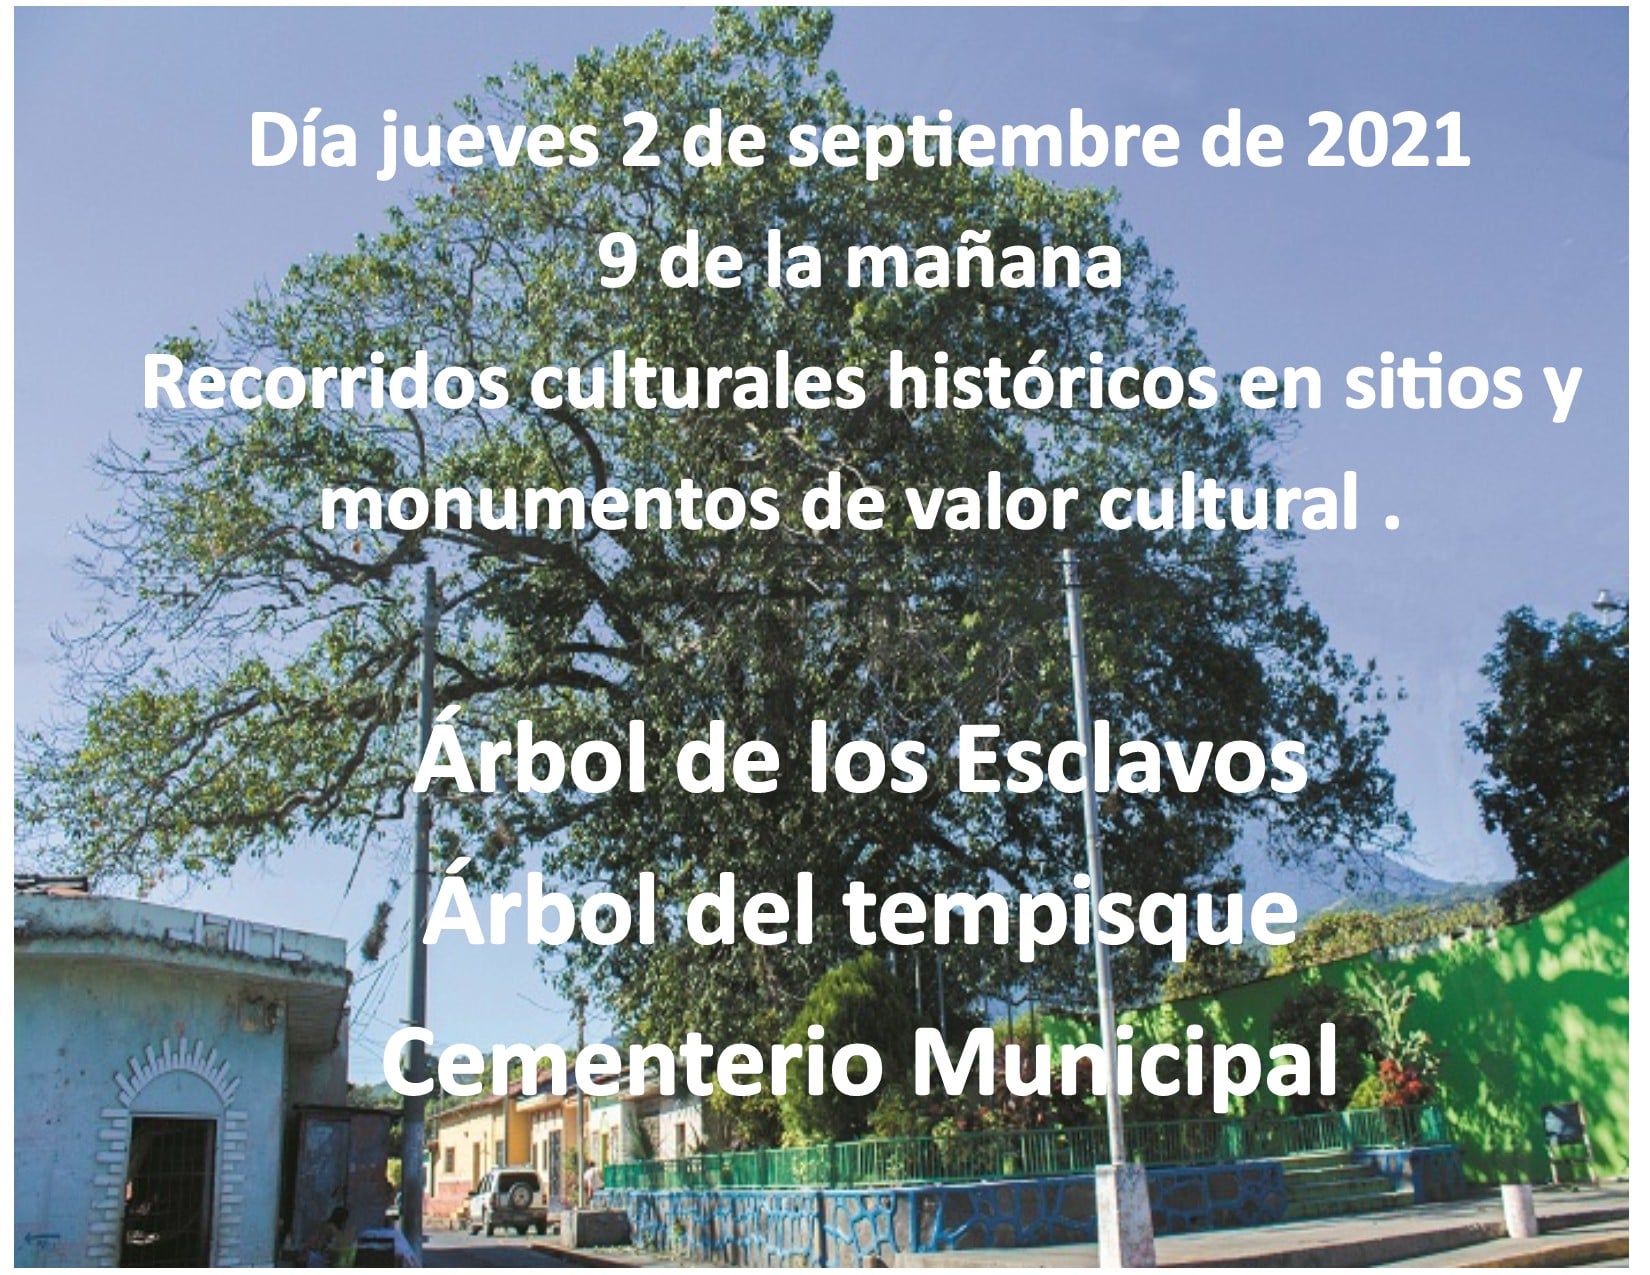 Día jueves 2 de septiembre de 2021
9 de la mañana
Recorridos culturales históricos en sitios y
monumentos de valor cultural .
Árbol de los Esclavos
Árbol del tempisque
Cementerio Municipal